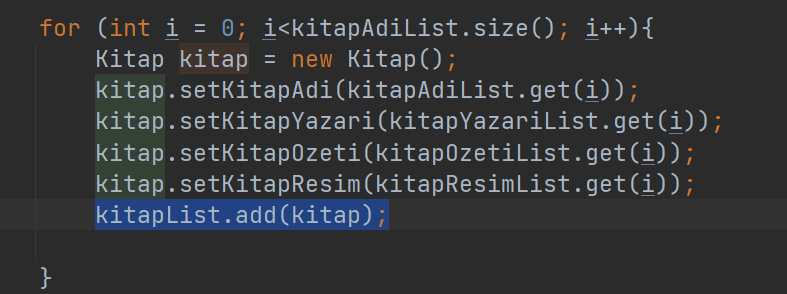 for (int i = 0; i<kitapAdiList.size(); i++){
Kitap kitap = new Kitap();
kitap.setKitapAdi(kitapAdiList.get(i));
kitap.setKitapYazari(kitapYazariList.get(i));
kitap.setKitapOzeti(kitapOzetiList.get(i));
kitap.setKitapResim(kitapResimList.get(i));
kitapList.add(kitap);
}